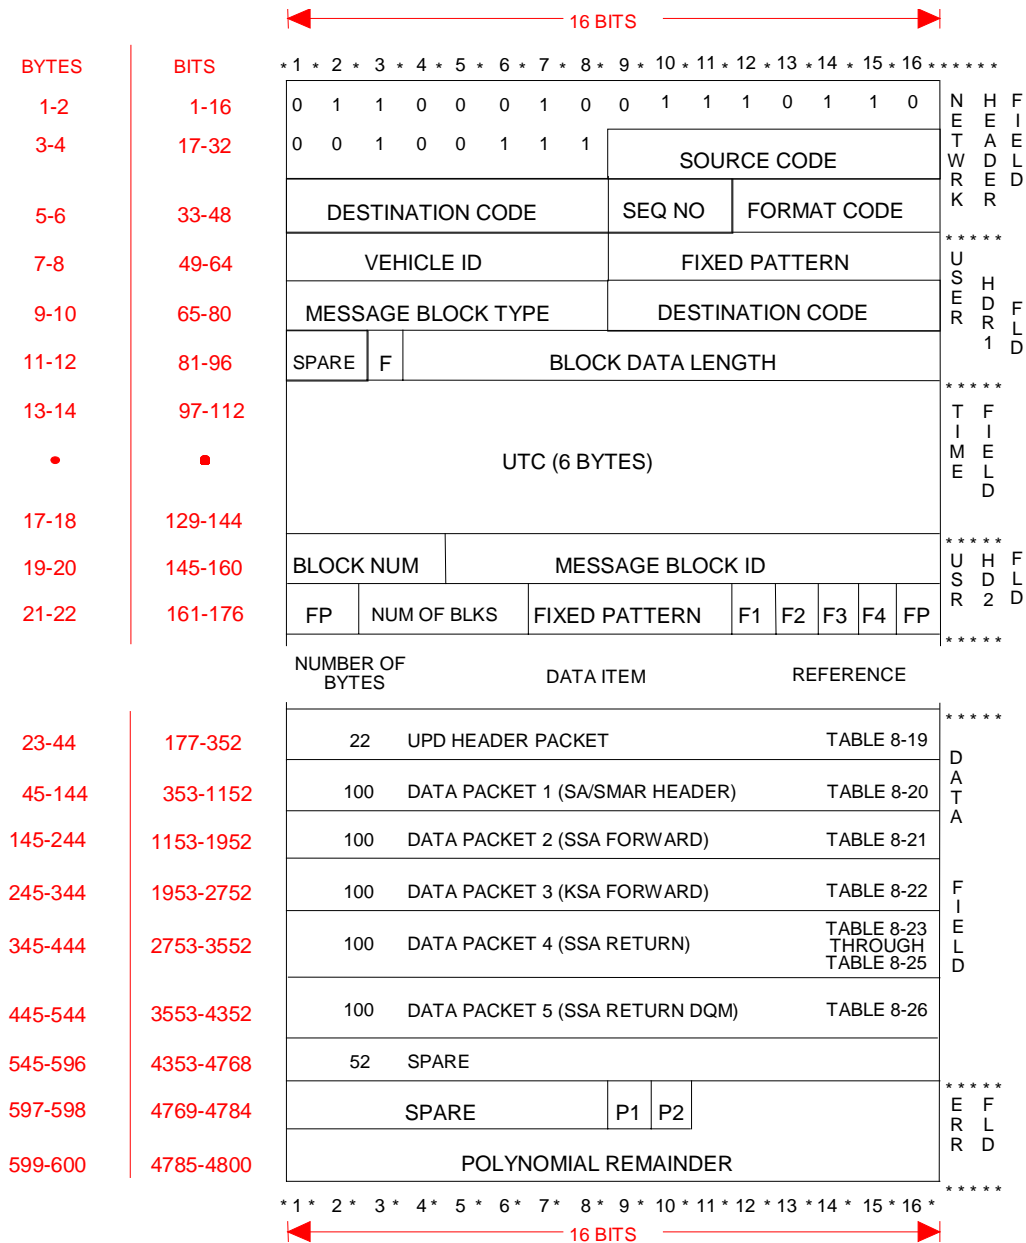 16 BITS
BYTES BITS * 1 * 2 * 3 * 4 * 5 * 6 * 7 * 8 * 9 * 10 * 11 * 12 * 13 * 14 * 15 * 16 * * * * * *
1-2 1-16 0 1 1 0 0 0 1 0 0 1 1 1 0 1 1 0
3-4 17-32 0 0 1 0 0 1 1 1 SOURCE CODE
NETWRK HEADER FIELD
5-6 33-48 DESTINATION CODE SEQ NO FORMAT CODE
* * * * *
7-8 49-64 VEHICLE ID FIXED PATTERN
9-10 65-80 MESSAGE BLOCK TYPE DESTINATION CODE
USER HDR1 FLD
11-12 81-96 SPARE F BLOCK DATA LENGTH
* * * * *
13-14 97-112
UTC (6 BYTES)
TIME FIELD
17-18 129-144
* * * * *
19-20 145-160 BLOCK NUM MESSAGE BLOCK ID
USR HD2 FLD
21-22 161-176 FP NUM OF BLKS FIXED PATTERN F1 F2 F3 F4 FP
* * * * *
NUMBER OF BYTES DATA ITEM REFERENCE
* * * * *
23-44 177-352 22 UPD HEADER PACKET TABLE 8-19
45-144 353-1152 100 DATA PACKET 1 (SA/SMAR HEADER) TABLE 8-20
145-244 1153-1952 100 DATA PACKET 2 (SSA FORWARD) TABLE 8-21
245-344 1953-2752 100 DATA PACKET 3 (KSA FORWARD) TABLE 8-22
345-444 2753-3552 100 DATA PACKET 4 (SSA RETURN) TABLE 8-23 THROUGH TABLE 8-25
DATA FIELD
445-544 3553-4352 100 DATA PACKET 5 (SSA RETURN DQM) TABLE 8-26
545-596 4353-4768 52 SPARE
* * * * *
597-598 4769-4784 SPARE P1 P2
ERR FLD
599-600 4785-4800 POLYNOMIAL REMAINDER
* * * * *
* 1 * 2 * 3 * 4 * 5 * 6 * 7 * 8 * 9 * 10 * 11 * 12 * 13 * 14 * 15 * 16 *
16 BITS